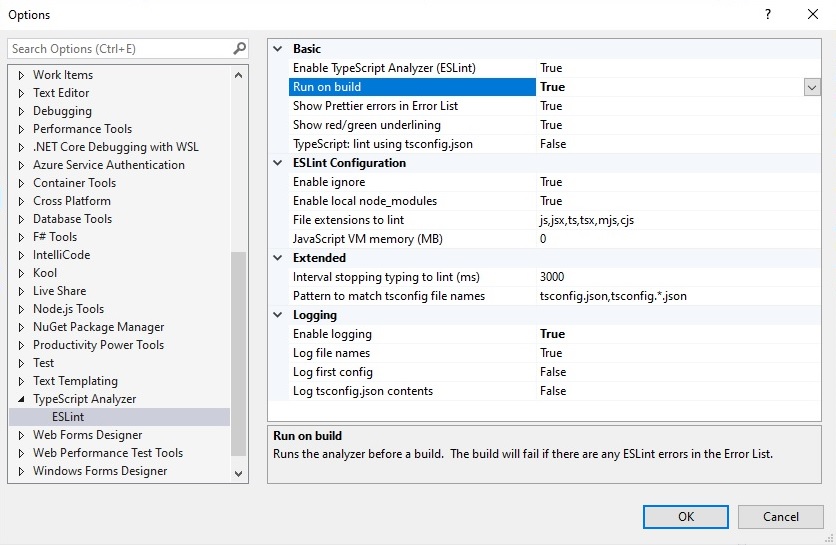 Options
?
Search Options (Ctrl+E)
Work Items
Text Editor
Debugging
Performance Tools
.NET Core Debugging with WSL
Azure Service Authentication
Container Tools
Cross Platform
Database Tools
F# Tools
IntelliCode
Kool
Live Share
Node.js Tools
NuGet Package Manager
Productivity Power Tools
Test
Text Templating
TypeScript Analyzer
ESLint
Web Forms Designer
Web Performance Test Tools
Windows Forms Designer
Basic
Enable TypeScript Analyzer (ESLint) True
Run on build True
Show Prettier errors in Error List True
Show red/green underlining True
TypeScript: lint using tsconfig.json False
ESLint Configuration
Enable ignore True
Enable local node_modules True
File extensions to lint js,jsx,ts,tsx,mjs,cjs
JavaScript VM memory (MB) 0
Extended
Interval stopping typing to lint (ms) 3000
Pattern to match tsconfig file names tsconfig.json,tsconfig.*.json
Logging
Enable logging True
Log file names True
Log first config False
Log tsconfig.json contents False
Run on build
Runs the analyzer before a build.  The build will fail if there are any ESLint errors in the Error List.
OK Cancel